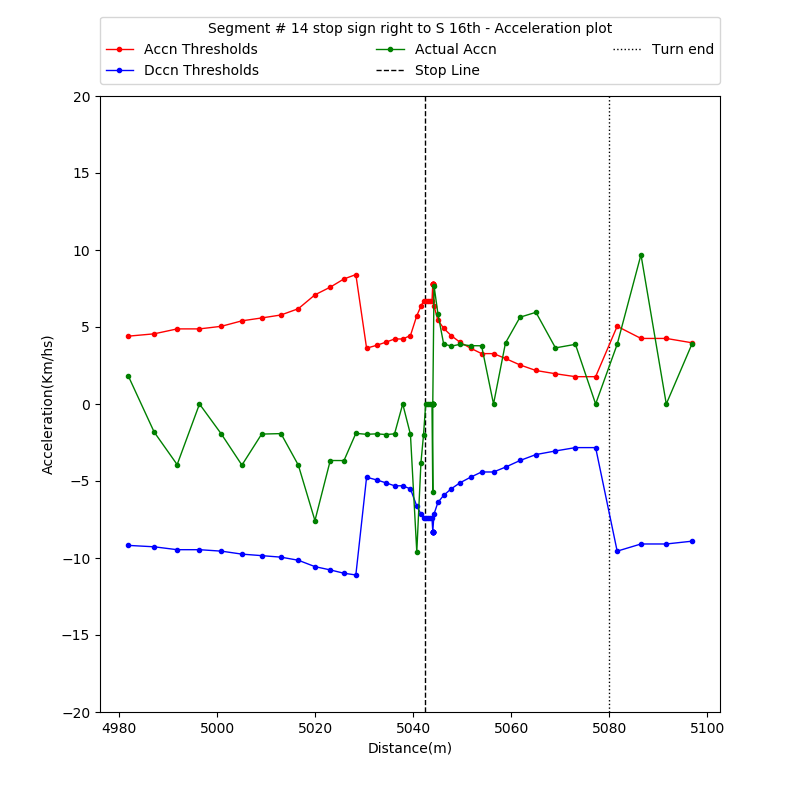 Segment # 14 stop sign right to S 16th - Acceleration plot
Accn Thresholds
Dccn Thresholds
Actual Accn
Stop Line
Turn end
20
15
10
5
0
−5
−10
−15
−20
Acceleration(Km/hs)
4980 5000 5020 5040 5060 5080 5100
Distance(m)